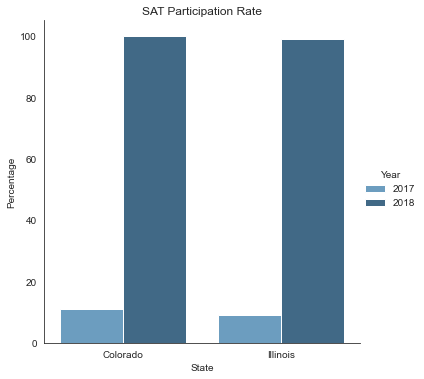 SAT Participation Rate
100
80
60
40
20
0
Percentage
Colorado
Illinois
State
Year
2017
2018